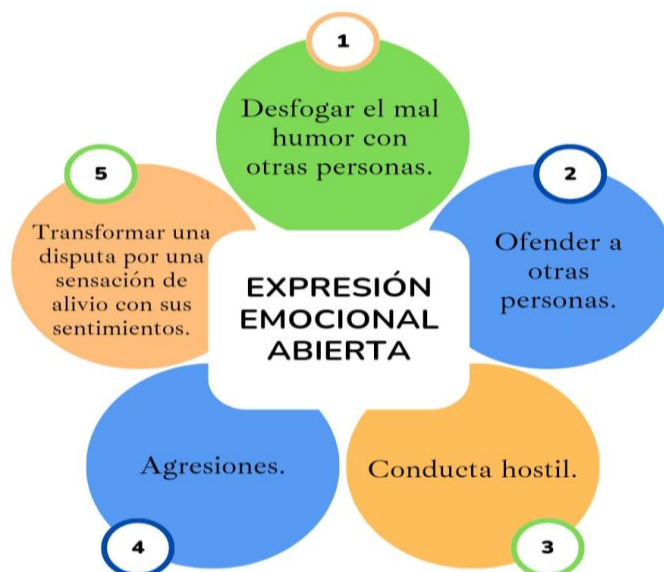 1
Desfogar el mal
humor con
otras personas.
2
Ofender a
otras
personas.
3
Conducta hostil.
4
Agresiones.
5
Transformar una
disputa por una
sensación de
alivio con sus
sentimientos.
EXPRESIÓN
EMOCIONAL
ABIERTA